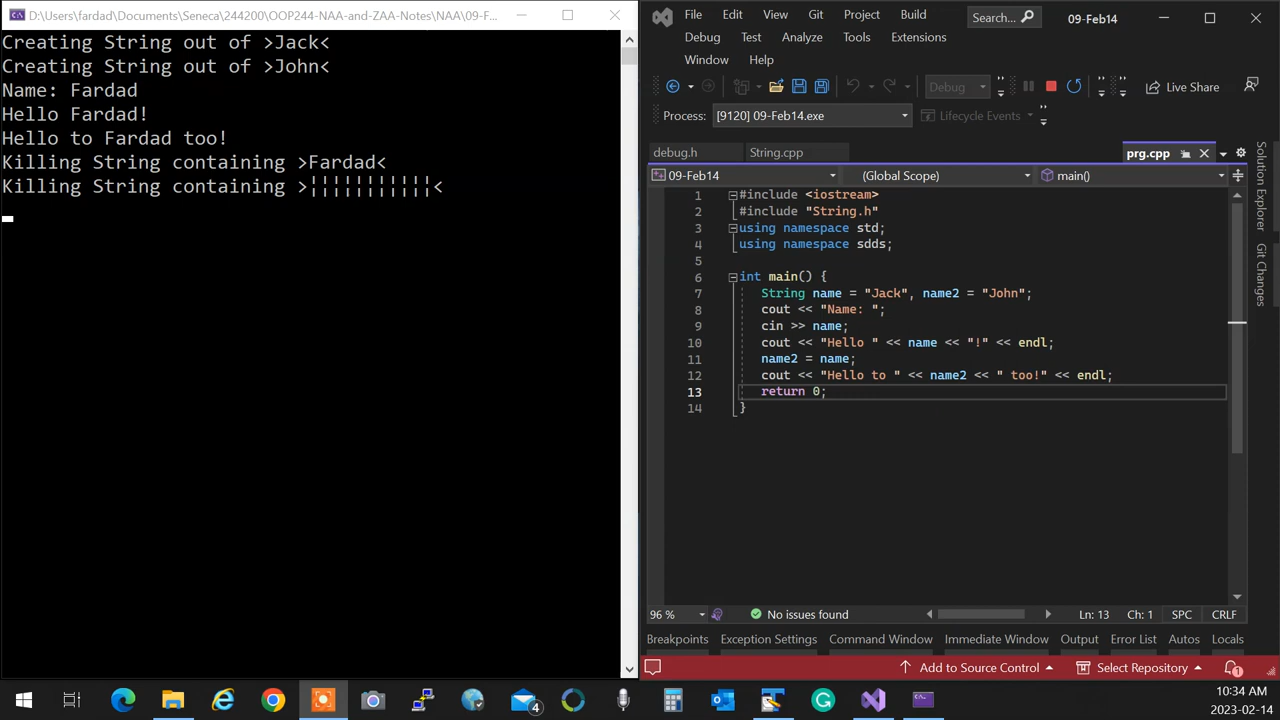 D:\Users\fardad\Documents\Seneca\244200\OOP244-NAA-and-ZAA-Notes\NAA\09-F...
Creating String out of >Jack<
Creating String out of >John<
Name: Fardad
Hello Fardad!
Hello to Fardad too!
Killing String containing >Fardad<
Killing String containing >¦¦¦¦¦¦¦¦¦¦¦<
File Edit View Git Project Build
Debug Test Analyze Tools Extensions
Window Help
Search...
09-Feb14
Debug
Live Share
Process: [9120] 09-Feb14.exe
Lifecycle Events
debug.h String.cpp prg.cpp
09-Feb14 (Global Scope) main()
1 #include <iostream>
2 #include "String.h"
3 using namespace std;
4 using namespace sdds;
5
6 int main() {
7 String name = "Jack", name2 = "John";
8 cout << "Name: ";
9 cin >> name;
10 cout << "Hello " << name << "!" << endl;
11 name2 = name;
12 cout << "Hello to " << name2 << " too!" << endl;
13 return 0;
14 }
Solution Explorer
Git Changes
96 % No issues found Ln: 13 Ch: 1 SPC CRLF
Breakpoints Exception Settings Command Window Immediate Window Output Error List Autos Locals
Add to Source Control Select Repository 1
4
10:34 AM
2023-02-14